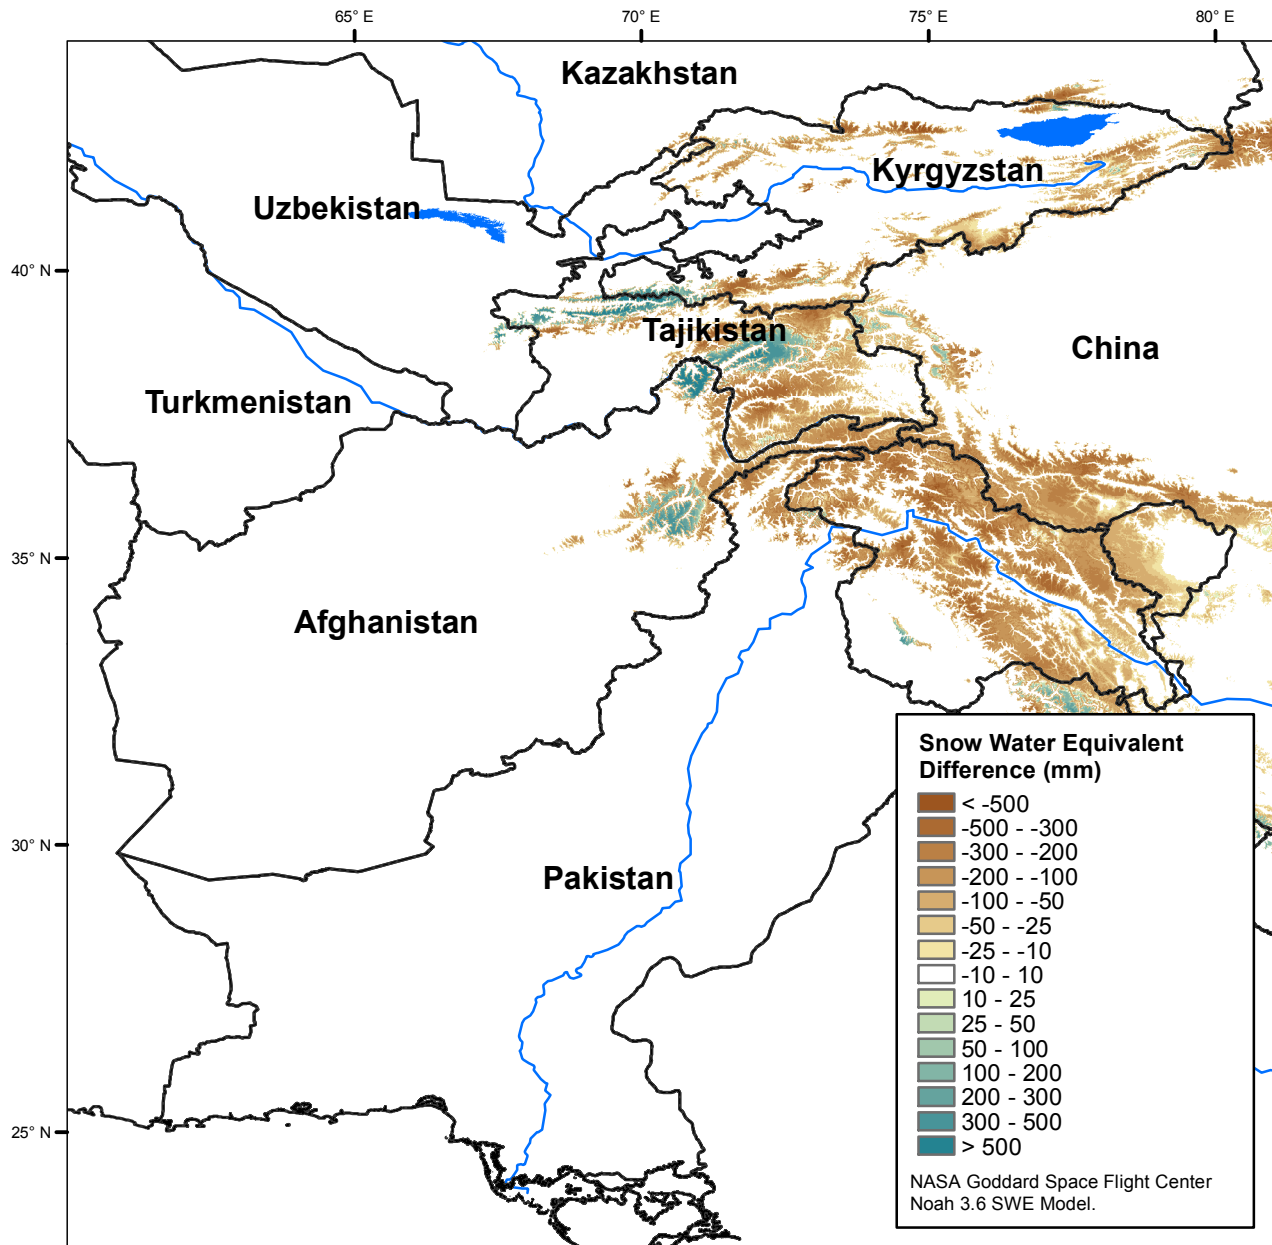 65° E
70° E
75° E
80° E
Kazakhstan
Kyrgyzstan
Uzbekistan
40° N
Tajikistan
China
Turkmenistan
35° N
Afghanistan
Snow Water Equivalent
Difference (mm)
< -500
-500 - -300
-300 - -200
-200 - -100
-100 - -50
-50 - -25
-25 - -10
-10 - 10
10 - 25
25 - 50
50 - 100
100 - 200
200 - 300
300 - 500
> 500
NASA Goddard Space Flight Center
Noah 3.6 SWE Model.
30° N
Pakistan
25° N